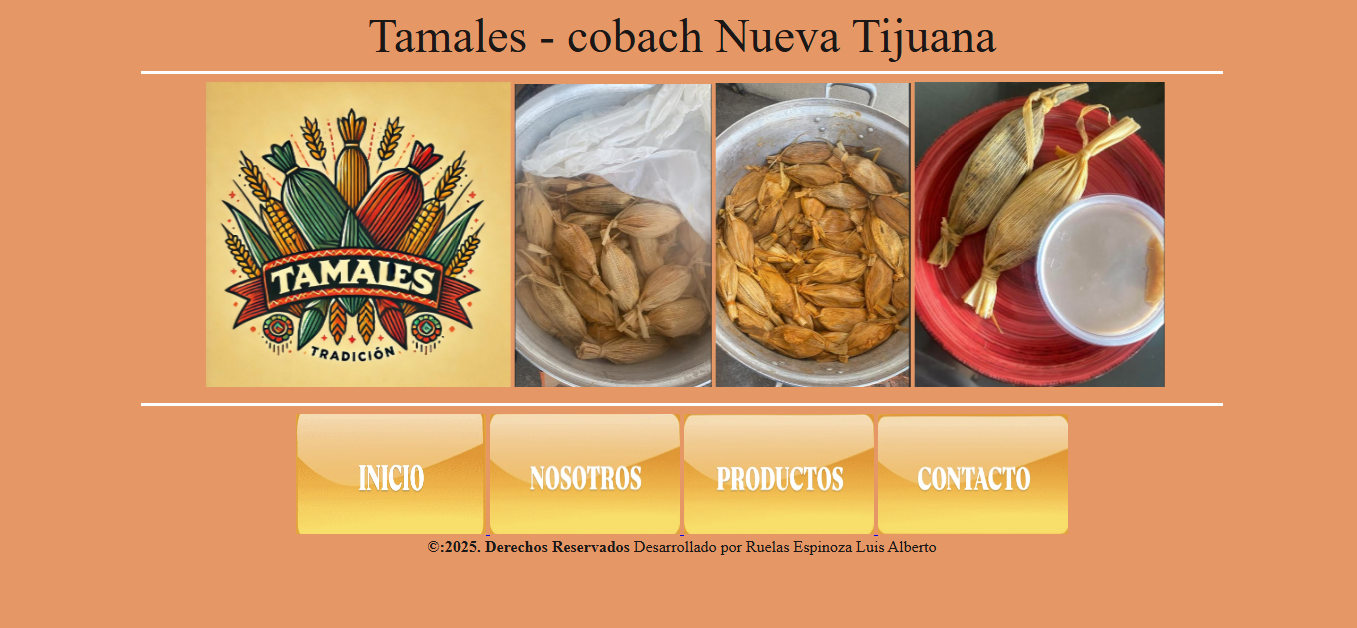 Tamales - cobach Nueva Tijuana
TAMALES
TRADICIÓN
INICIO
NOSOTROS
PRODUCTOS
CONTACTO
©:2025. Derechos Reservados Desarrollado por Ruelas Espinoza Luis Alberto